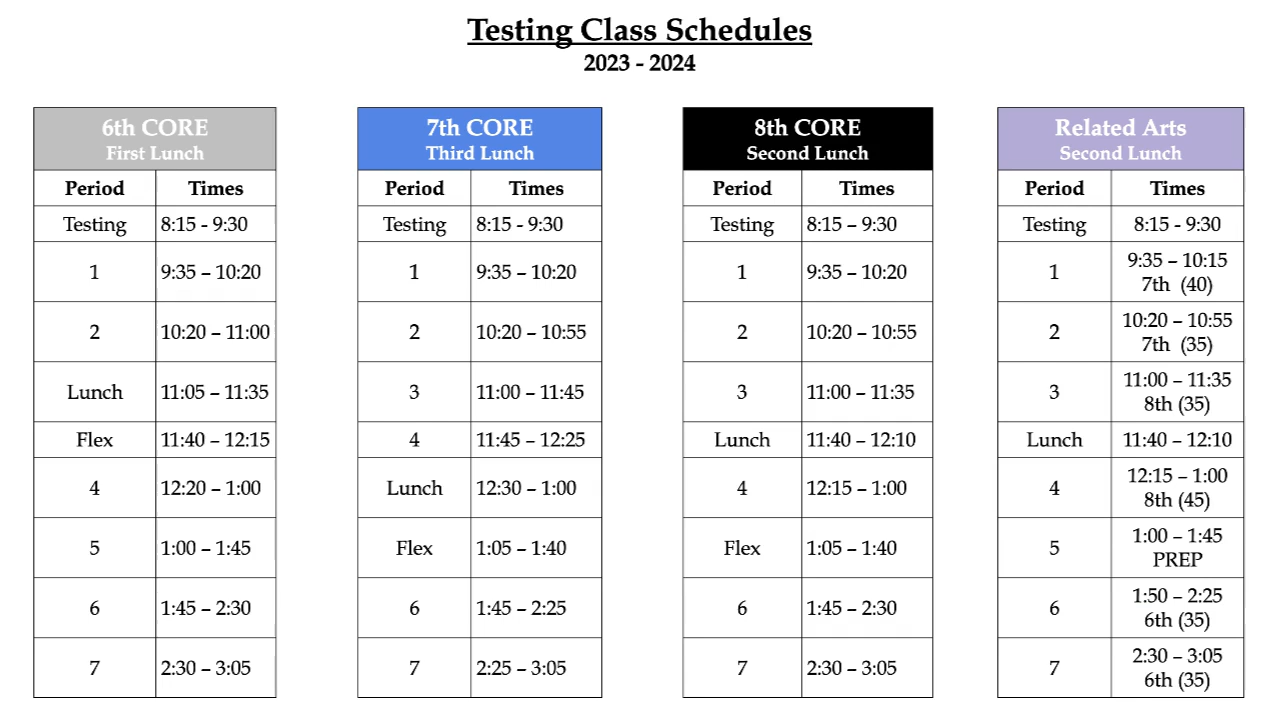 Testing Class Schedules
2023 - 2024
6th CORE
First Lunch
Period Times
Testing 8:15 - 9:30
1 9:35 – 10:20
2 10:20 – 11:00
Lunch 11:05 – 11:35
Flex 11:40 – 12:15
4 12:20 – 1:00
5 1:00 – 1:45
6 1:45 – 2:30
7 2:30 – 3:05
7th CORE
Third Lunch
Period Times
Testing 8:15 - 9:30
1 9:35 – 10:20
2 10:20 – 10:55
3 11:00 – 11:45
4 11:45 – 12:25
Lunch 12:30 – 1:00
Flex 1:05 – 1:40
6 1:45 – 2:25
7 2:25 – 3:05
8th CORE
Second Lunch
Period Times
Testing 8:15 – 9:30
1 9:35 – 10:20
2 10:20 – 10:55
3 11:00 – 11:35
Lunch 11:40 – 12:10
4 12:15 – 1:00
Flex 1:05 – 1:40
6 1:45 – 2:30
7 2:30 – 3:05
Related Arts
Second Lunch
Period Times
Testing 8:15 - 9:30
1 9:35 – 10:15
7th (40)
2 10:20 – 10:55
7th (35)
3 11:00 – 11:35
8th (35)
Lunch 11:40 – 12:10
4 12:15 – 1:00
8th (45)
5 1:00 – 1:45
PREP
6 1:50 – 2:25
6th (35)
7 2:30 – 3:05
6th (35)